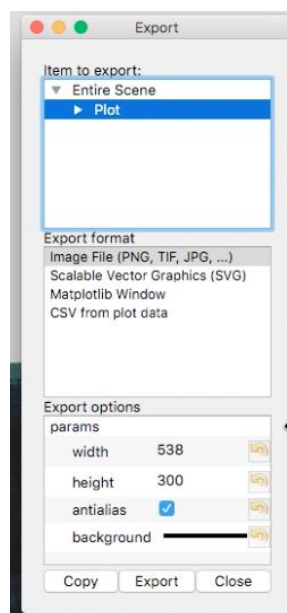 Export
Item to export:
Entire Scene
Plot
Export format
Image File (PNG, TIF, JPG, ...)
Scalable Vector Graphics (SVG)
Matplotlib Window
CSV from plot data
Export options
params
width 538
height 300
antialias
background
Copy Export Close